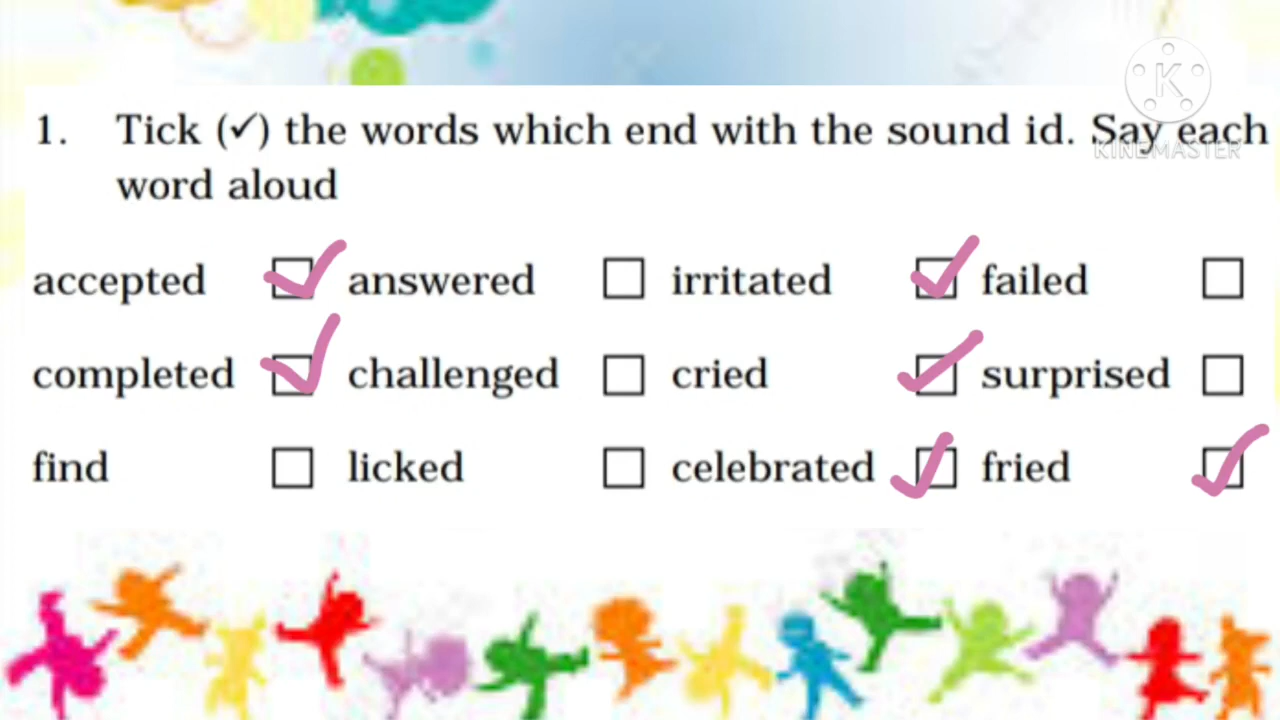 K
1. Tick (✓) the words which end with the sound id. Say each
KINEMASTER
word aloud
accepted ☑ answered ☐ irritated ☑ failed ☐
completed ☑ challenged ☐ cried ☑ surprised ☐
find ☐ licked ☐ celebrated ☑ fried ☑